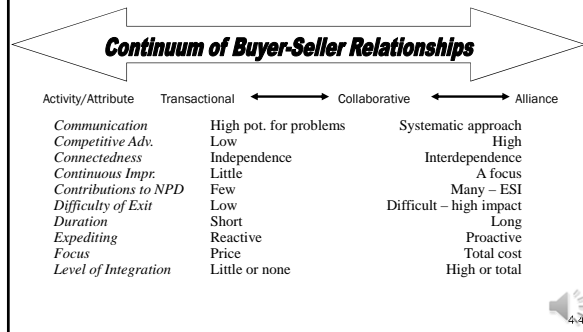 Continuum of Buyer-Seller Relationships
Activity/Attribute Transactional Collaborative Alliance
Communication High pot. for problems Systematic approach
Competitive Adv. Low High
Connectedness Independence Interdependence
Continuous Impr. Little A focus
Contributions to NPD Few Many – ESI
Difficulty of Exit Low Difficult – high impact
Duration Short Long
Expediting Reactive Proactive
Focus Price Total cost
Level of Integration Little or none High or total
4-4